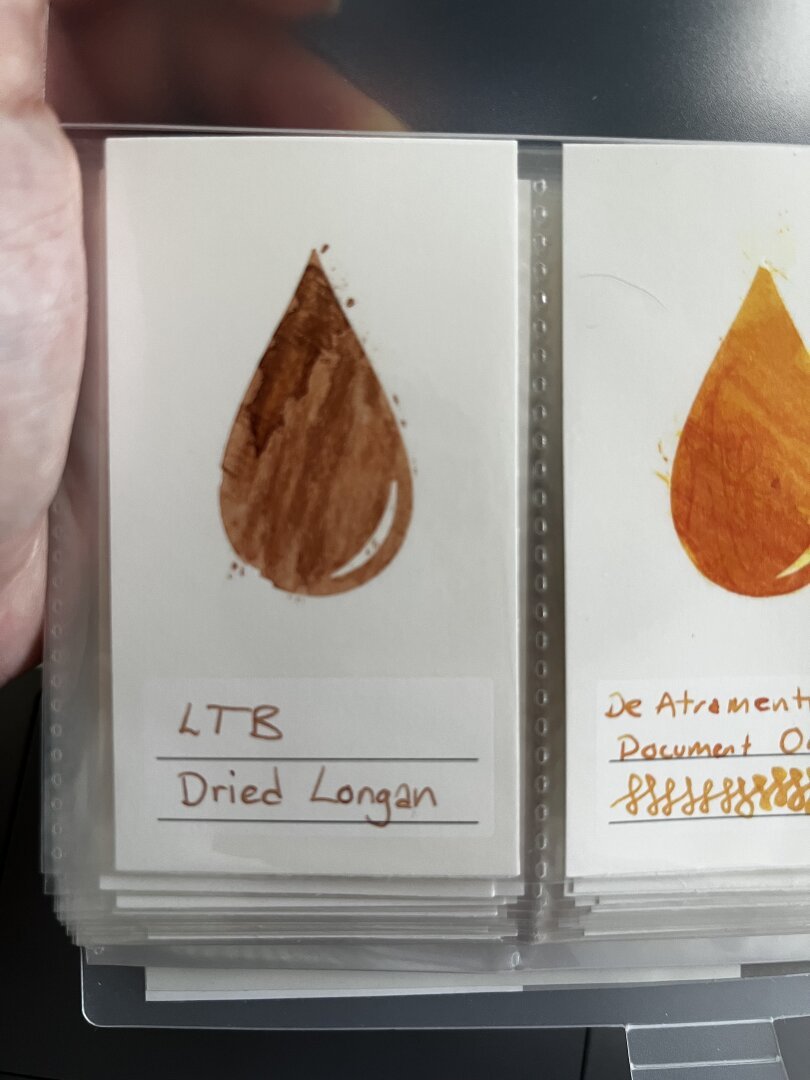 LTB
Dried Longan
De Atrament
Document